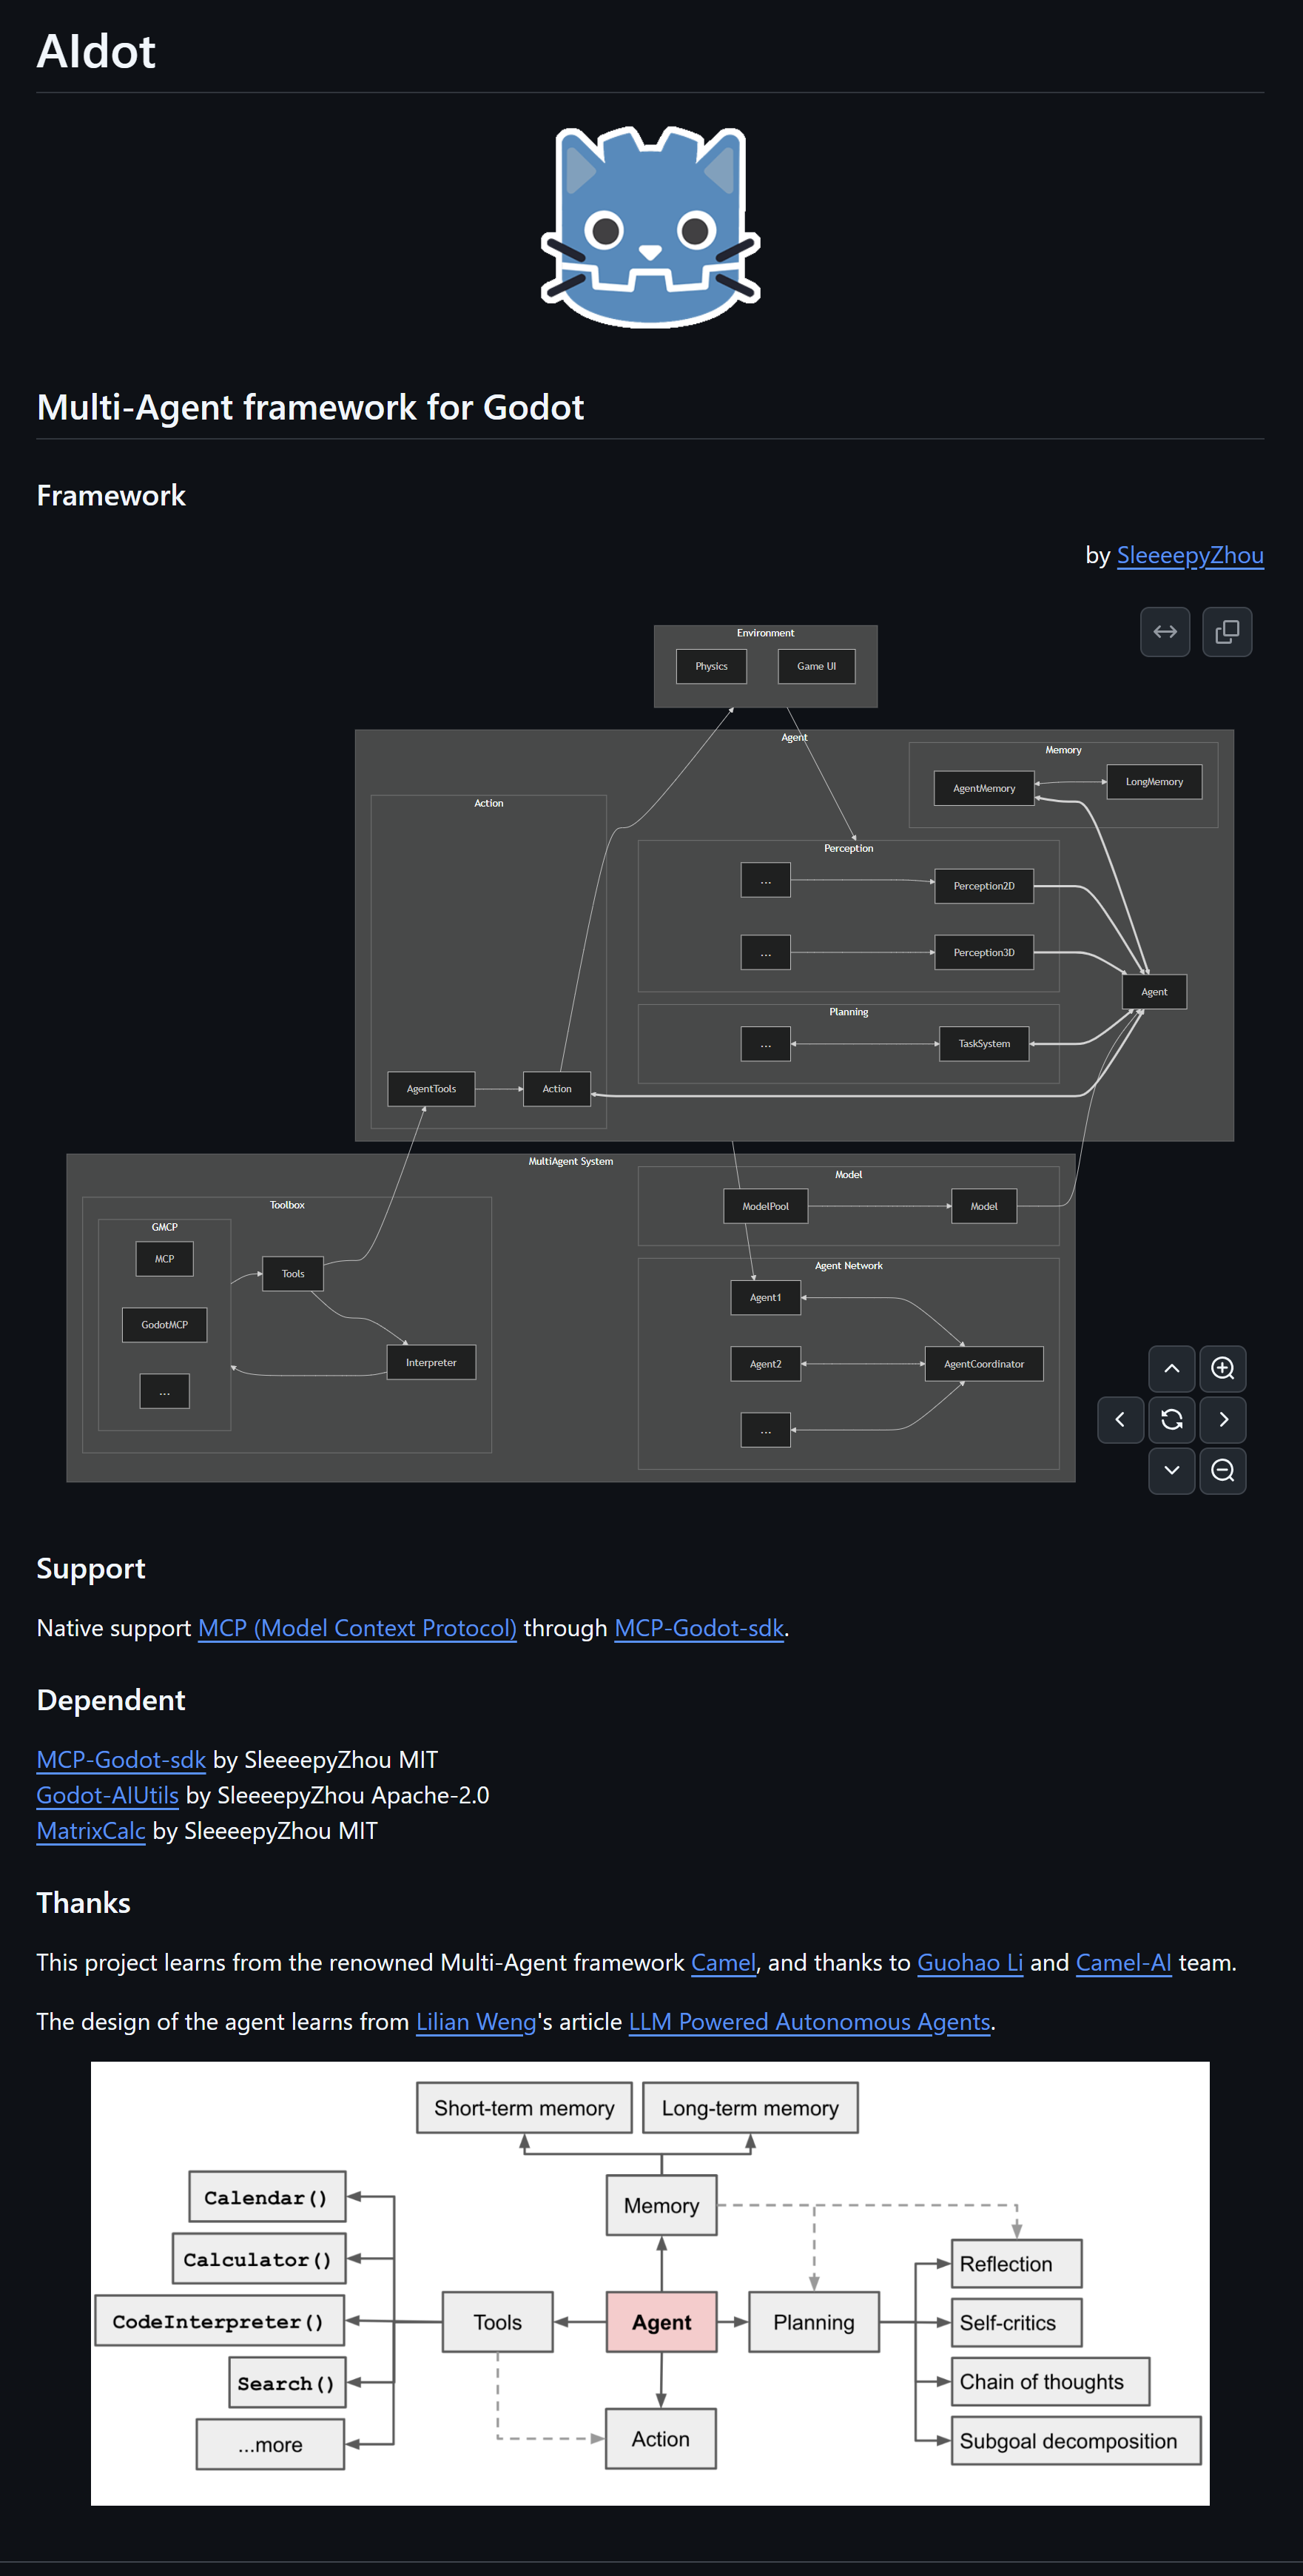 AIdot
Multi-Agent framework for Godot
Framework
by SleeeepyZhou
Environment
Physics
Game UI
Agent
Memory
AgentMemory
LongMemory
Action
Perception
...
Perception2D
...
Perception3D
Agent
Planning
...
TaskSystem
AgentTools
Action
MultiAgent System
Toolbox
GMCP
MCP
GodotMCP
...
Tools
Interpreter
Model
ModelPool
Model
Agent Network
Agent1
Agent2
...
AgentCoordinator
Support
Native support MCP (Model Context Protocol) through MCP-Godot-sdk.
Dependent
MCP-Godot-sdk by SleeeepyZhou MIT
Godot-AIUtils by SleeeepyZhou Apache-2.0
MatrixCalc by SleeeepyZhou MIT
Thanks
This project learns from the renowned Multi-Agent framework Camel, and thanks to Guohao Li and Camel-AI team.
The design of the agent learns from Lilian Weng's article LLM Powered Autonomous Agents.
Short-term memory
Long-term memory
Calendar()
Memory
Calculator()
Reflection
CodeInterpreter()
Tools
Agent
Planning
Self-critics
Search()
Chain of thoughts
...more
Action
Subgoal decomposition